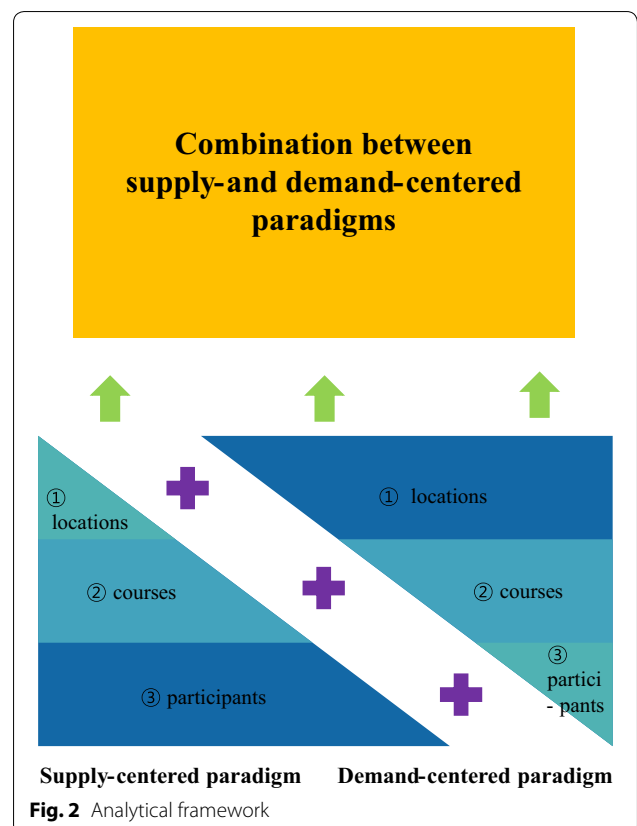 Combination between
supply-and demand-centered
paradigms
①
locations
② courses
③ participants
① locations
② courses
③
partici
- pants
Supply-centered paradigm
Demand-centered paradigm
Fig. 2 Analytical framework